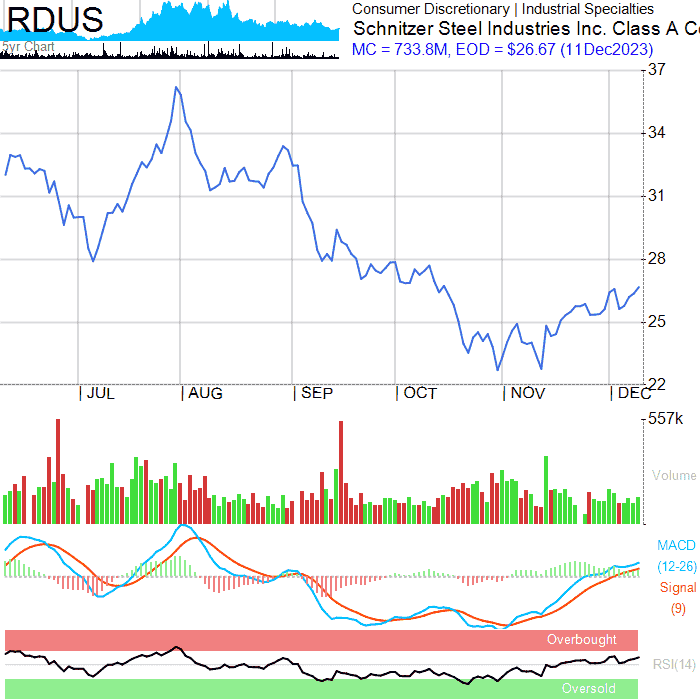 RDUS
Consumer Discretionary | Industrial Specialties
Schnitzer Steel Industries Inc. Class A Co
MC = 733.8M, EOD = $26.67 (11Dec2023)
5yr Chart
37
34
31
28
25
22
JUL
AUG
SEP
OCT
NOV
DEC
557k
Volume
MACD
(12-26)
Signal
(9)
Overbought
RSI(14)
Oversold